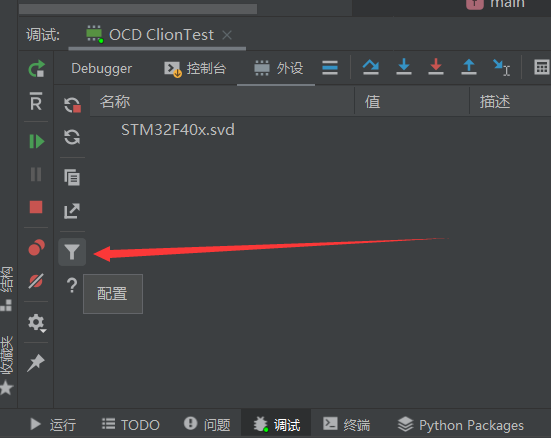 main
调试: OCD ClionTest
Debugger 控制台 外设
名称 值 描述
STM32F40x.svd
?
配置
结构
收藏夹
运行 TODO 问题 调试 终端 Python Packages